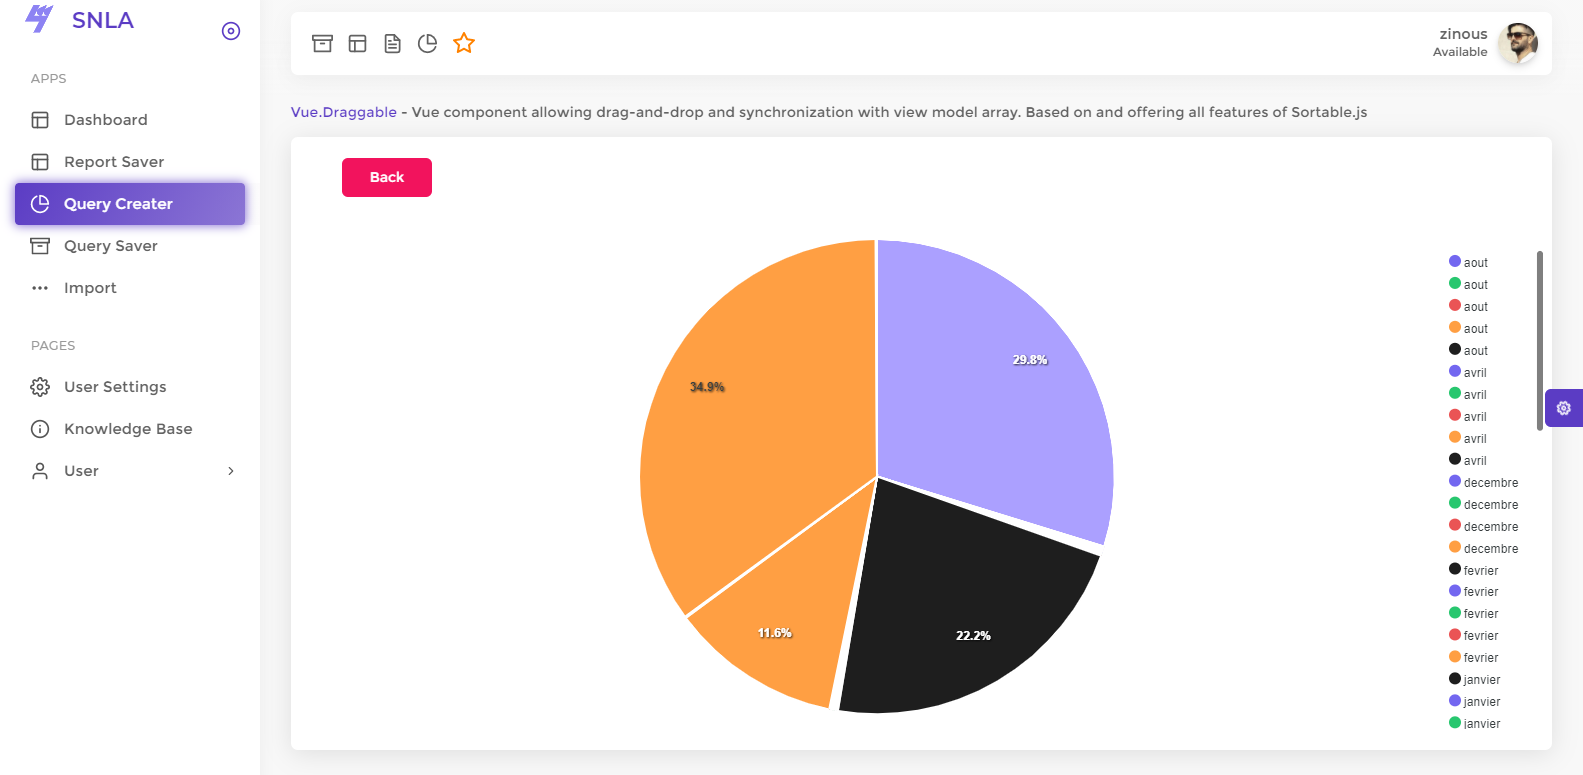 SNLA
APPS
Dashboard
Report Saver
Query Creater
Query Saver
Import
PAGES
User Settings
Knowledge Base
User
zinous
Available
Vue.Draggable - Vue component allowing drag-and-drop and synchronization with view model array. Based on and offering all features of Sortable.js
Back
29.8%
34.9%
11.6%
22.2%
aout
aout
aout
aout
aout
avril
avril
avril
avril
avril
decembre
decembre
decembre
decembre
fevrier
fevrier
fevrier
fevrier
fevrier
janvier
janvier
janvier